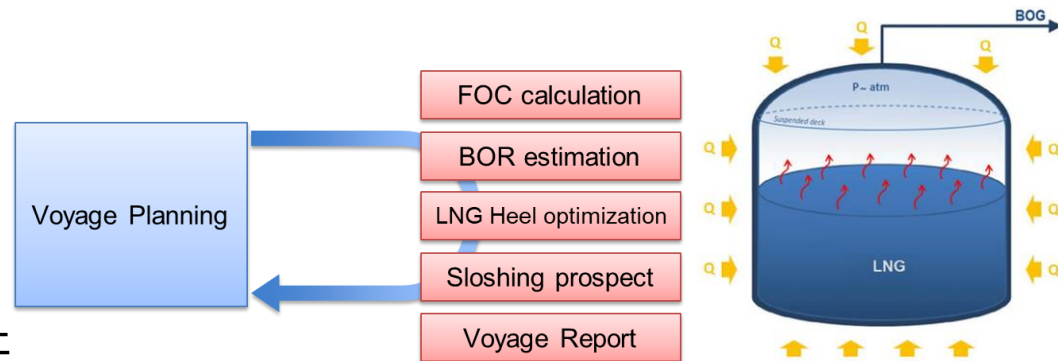 Voyage Planning
FOC calculation
BOR estimation
LNG Heel optimization
Sloshing prospect
Voyage Report
BOG
Q
Q
Q
P~ atm
Suspended deck
Q
Q
Q
Q
LNG
Q
Q